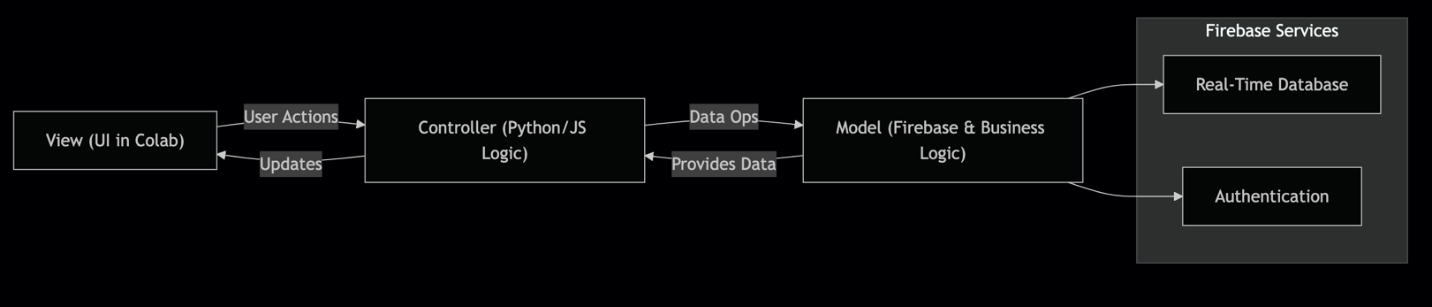 Firebase Services
Real-Time Database
User Actions
Data Ops
View (UI in Colab)
Controller (Python/JS
Logic)
Model (Firebase & Business
Logic)
Updates
Provides Data
Authentication